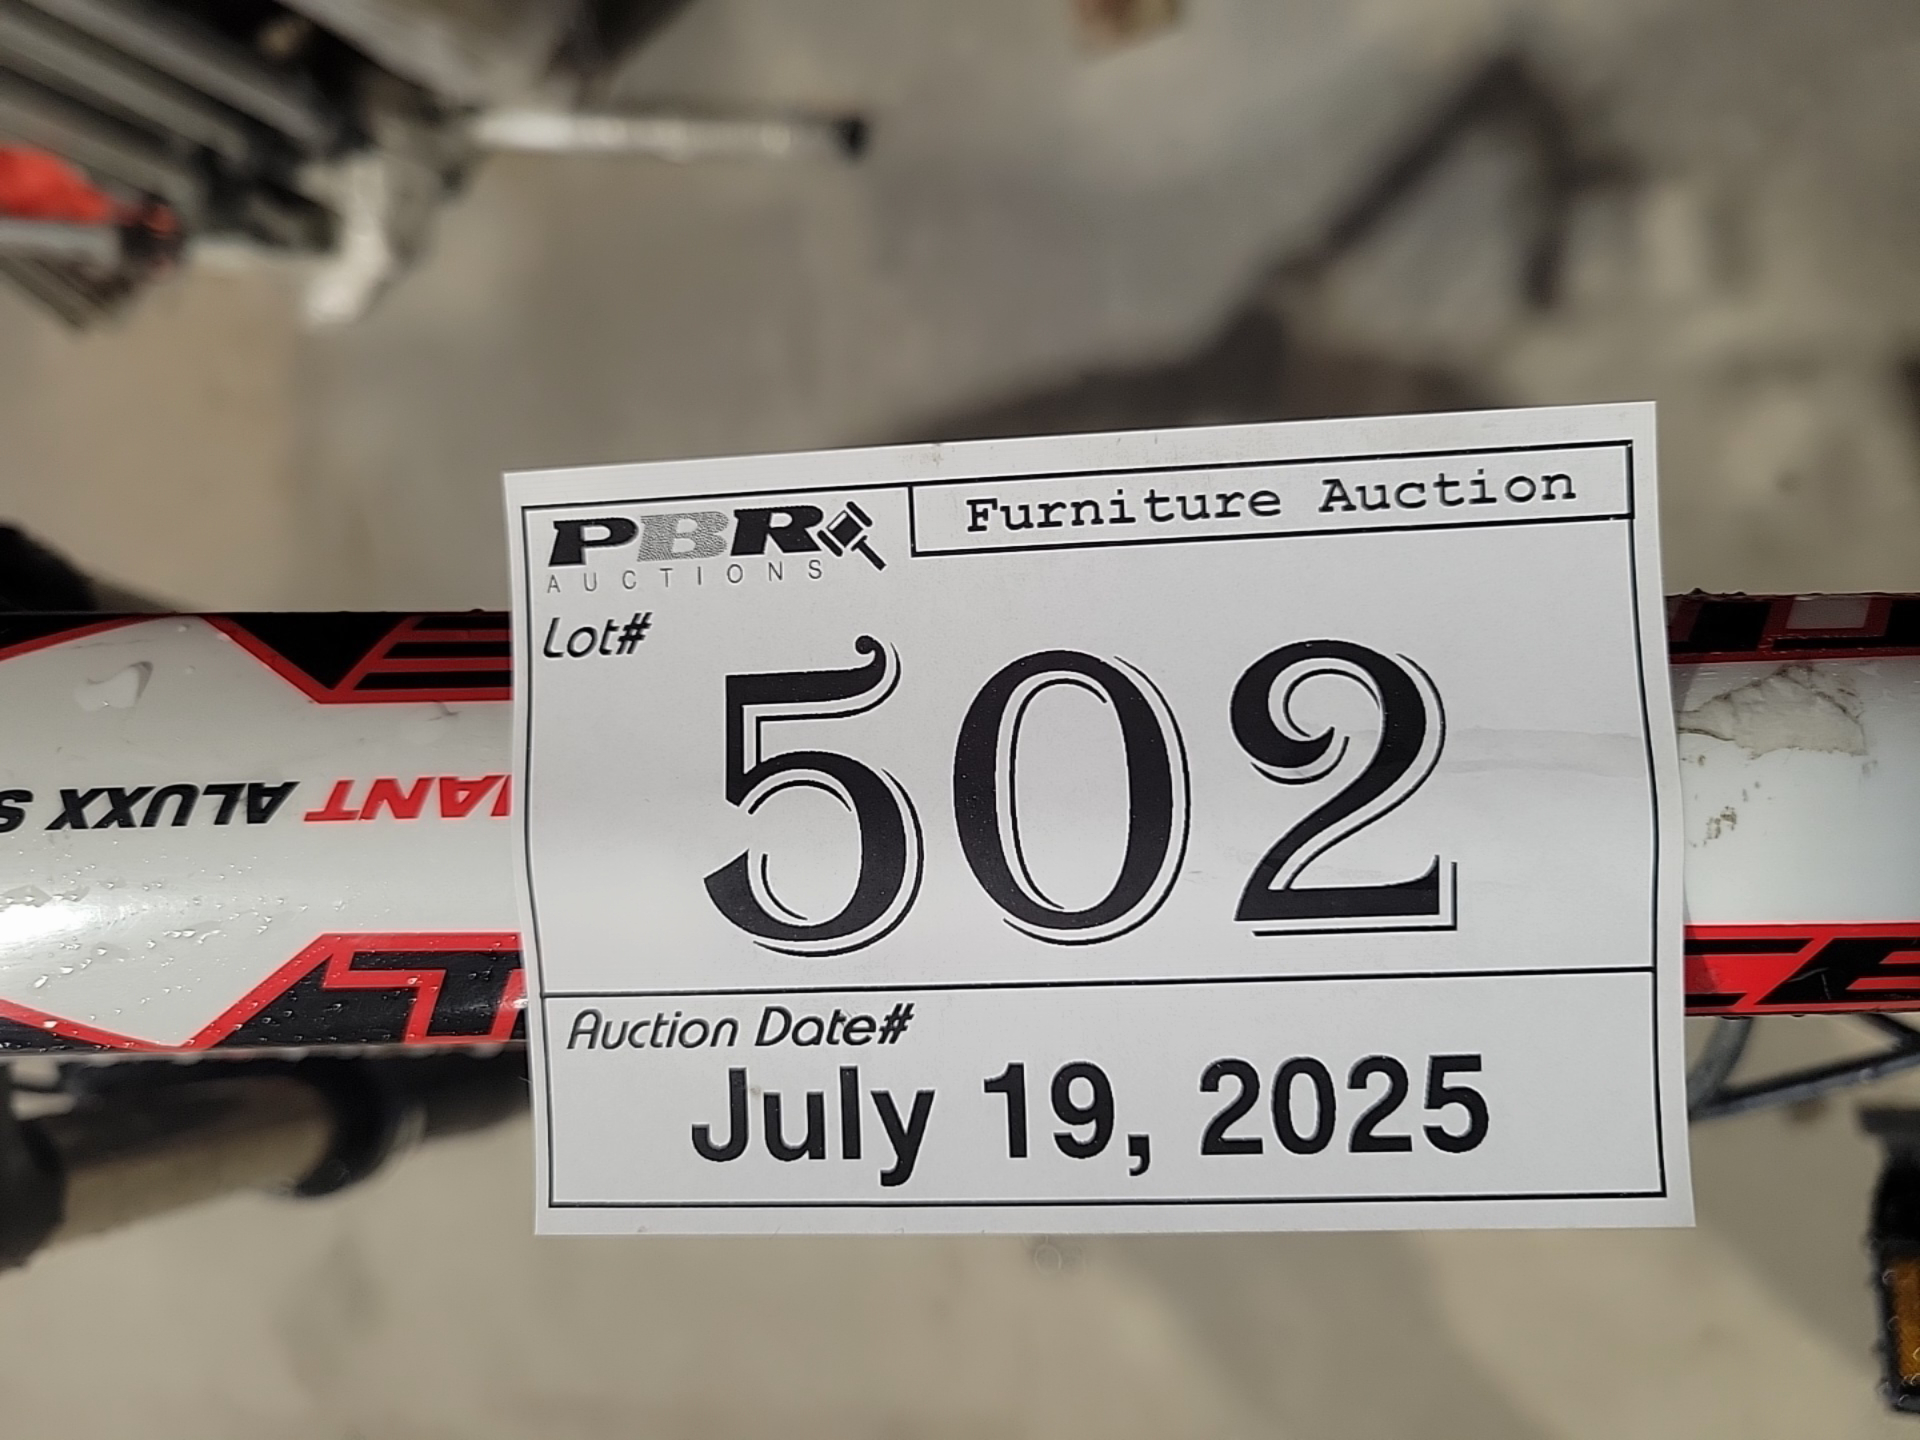 PBR
AUCTIONS
Furniture Auction
Lot#
502
Auction Date#
July 19, 2025
ALUXX